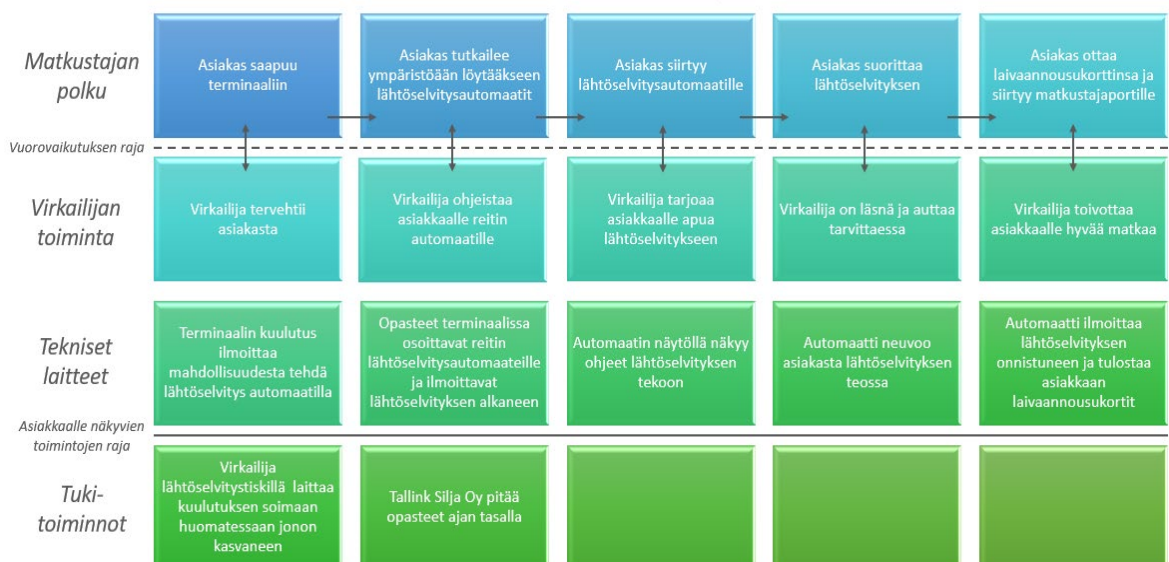 Matkustajan
polku
Asiakas saapuu
terminaaliin
Asiakas tutkailee
ympäristöään löytääkseen
lähtöselvitysautomaatit
Asiakas siirtyy
lähtöselvitysautomaatille
Asiakas suorittaa
lähtöselvityksen
Asiakas ottaa
laivaannousukorttinsa ja
siirtyy matkustajaportille
Vuorovaikutuksen raja
Virkailijan
toiminta
Virkailija tervehtii
asiakasta
Virkailija ohjeistaa
asiakkaalle reitin
automaatille
Virkailija tarjoaa
asiakkaalle apua
lähtöselvitykseen
Virkailija on läsnä ja auttaa
tarvittaessa
Virkailija toivottaa
asiakkaalle hyvää matkaa
Tekniset
laitteet
Terminaalin kuulutus
ilmoittaa
mahdollisuudesta tehdä
lähtöselvitys automaatilla
Opasteet terminaalissa
osoittavat reitin
lähtöselvitysautomaateille
ja ilmoittavat
lähtöselvityksen alkaneen
Automaatin näytöllä näkyy
ohjeet lähtöselvityksen
tekoon
Automaatti neuvoo
asiakasta lähtöselvityksen
teossa
Automaatti ilmoittaa
lähtöselvityksen
onnistuneen ja tulostaa
asiakkaan
laivaannousukortit
Asiakkaalle näkyvien
toimintojen raja
Tuki-
toiminnot
Virkailija
lähtöselvitystiskillä laittaa
kuulutuksen soimaan
huomatessaan jonon
kasvaneen
Tallink Silja Oy pitää
opasteet ajan tasalla